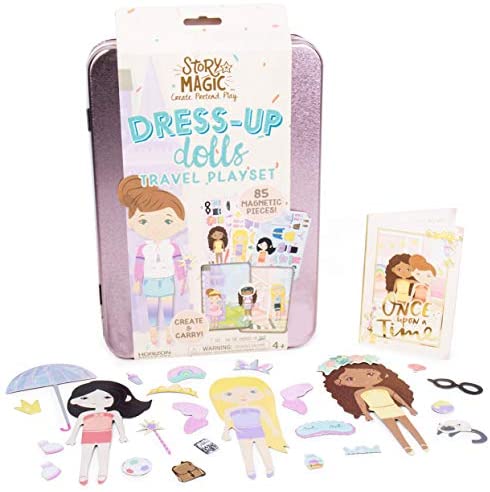 STORY
MAGIC
Create. Pretend. Play.
DRESS-UP
dolls
TRAVEL PLAYSET
85
MAGNETIC
PIECES!
CREATE
&
CARRY!
HORIZON
WARNING:
4+
ONCE
upon a
Time